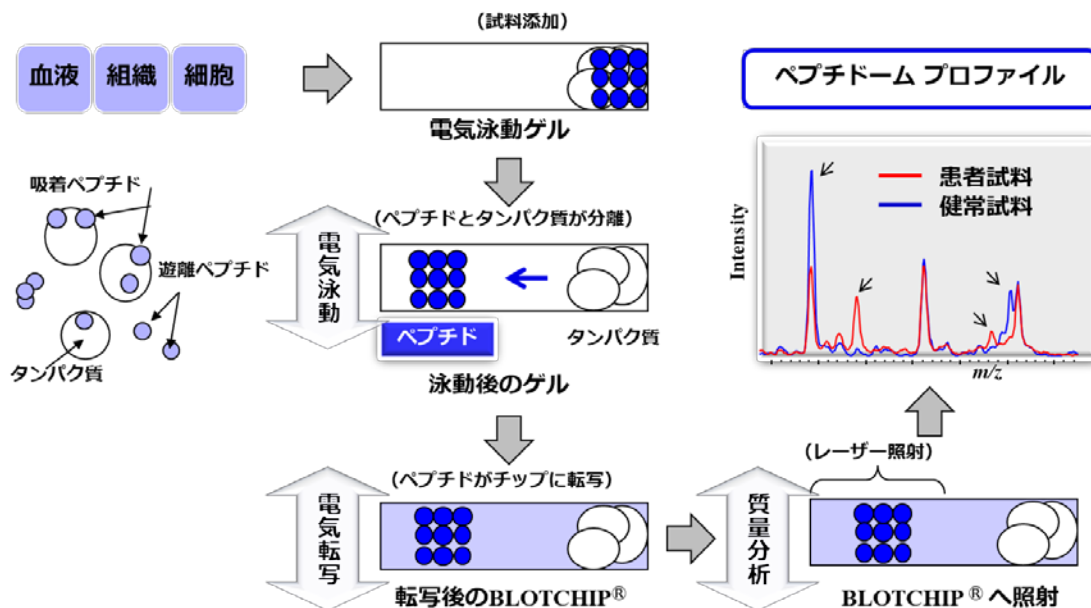 血液
組織
細胞
(試料添加)
電気泳動ゲル
吸着ペプチド
遊離ペプチド
タンパク質
電気泳動
(ペプチドとタンパク質が分離)
ペプチド
タンパク質
泳動後のゲル
電気転写
(ペプチドがチップに転写)
転写後のBLOTCHIP®
質量分析
(レーザー照射)
BLOTCHIP ® へ照射
ペプチドーム プロファイル
患者試料
健常試料
Intensity
m/z